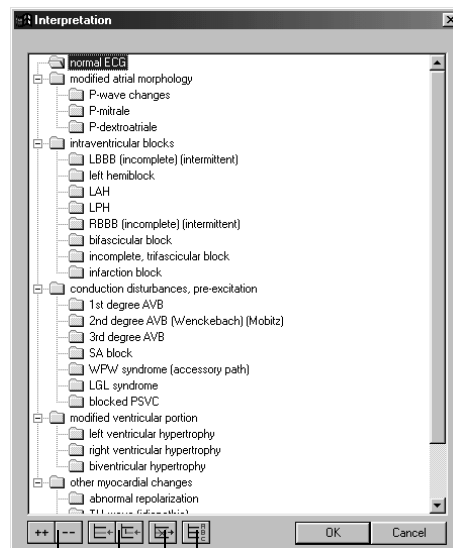 Interpretation
normal ECG
modified atrial morphology
P-wave changes
P-mitrale
P-dextroatriale
intraventricular blocks
LBBB (incomplete) (intermittent)
left hemiblock
LAH
LPH
RBBB (incomplete) (intermittent)
bifascicular block
incomplete, trifascicular block
infarction block
conduction disturbances, pre-excitation
1st degree AVB
2nd degree AVB (Wenckebach) (Mobitz)
3rd degree AVB
SA block
WPW syndrome (accessory path)
LGL syndrome
blocked PSVC
modified ventricular portion
left ventricular hypertrophy
right ventricular hypertrophy
biventricular hypertrophy
other myocardial changes
abnormal repolarization
++ -- OK Cancel